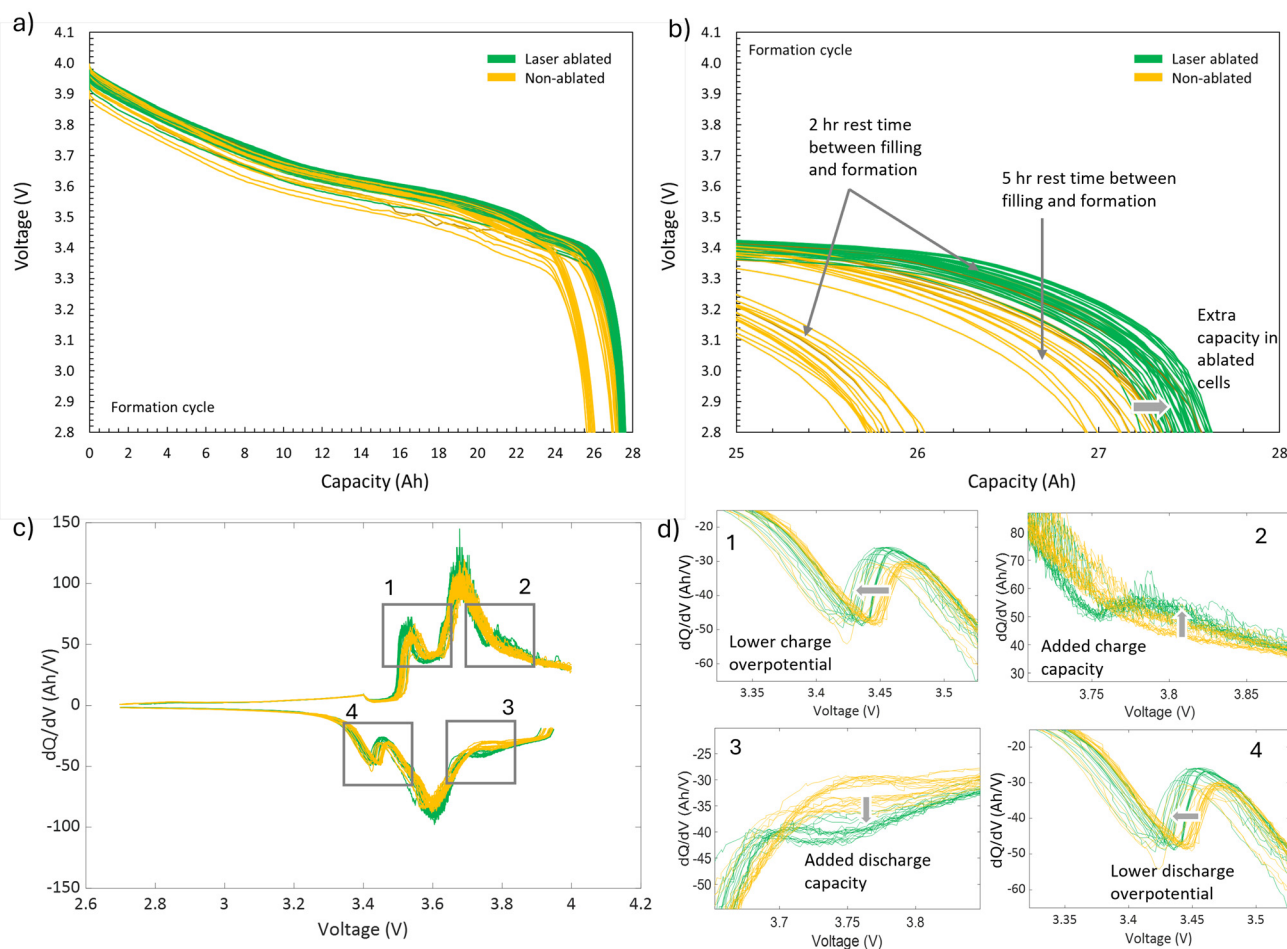 a)
4.1
4.0
3.9
3.8
3.7
3.6
3.5
3.4
3.3
3.2
3.1
3.0
2.9
2.8
Voltage (V)
Laser ablated
Non-ablated
Formation cycle
0 2 4 6 8 10 12 14 16 18 20 22 24 26 28
Capacity (Ah)
b)
4.1
4.0
3.9
3.8
3.7
3.6
3.5
3.4
3.3
3.2
3.1
3.0
2.9
2.8
Voltage (V)
Formation cycle
Laser ablated
Non-ablated
2 hr rest time
between filling
and formation
5 hr rest time between
filling and formation
Extra
capacity in
ablated
cells
25 26 27 28
Capacity (Ah)
c)
150
100
50
0
-50
-100
-150
dQ/dV (Ah/V)
1
2
3
4
2.6 2.8 3.0 3.2 3.4 3.6 3.8 4.0 4.2
Voltage (V)
d)
1
-20
-30
-40
-50
-60
dQ/dV (Ah/V)
Lower charge
overpotential
3.35 3.4 3.45 3.5
Voltage (V)
2
80
70
60
50
40
30
dQ/dV (Ah/V)
Added charge
capacity
3.75 3.8 3.85
Voltage (V)
3
-25
-30
-35
-40
-45
-50
dQ/dV (Ah/V)
Added discharge
capacity
3.7 3.75 3.8
Voltage (V)
4
-20
-30
-40
-50
-60
dQ/dV (Ah/V)
Lower discharge
overpotential
3.35 3.4 3.45 3.5
Voltage (V)